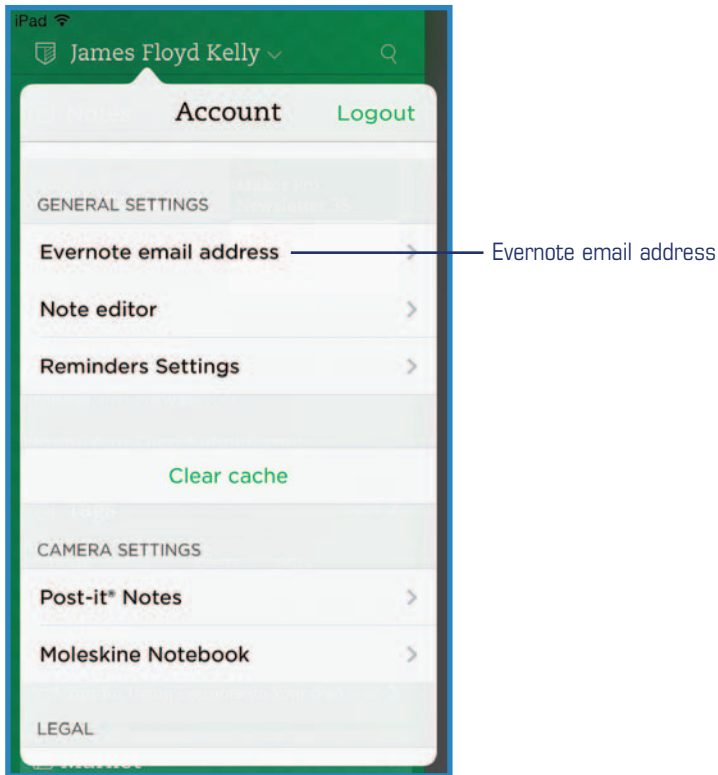 iPad
James Floyd Kelly
Account
Logout
GENERAL SETTINGS
Evernote email address
Evernote email address
Note editor
Reminders Settings
Clear cache
CAMERA SETTINGS
Post-it® Notes
Moleskine Notebook
LEGAL
Market